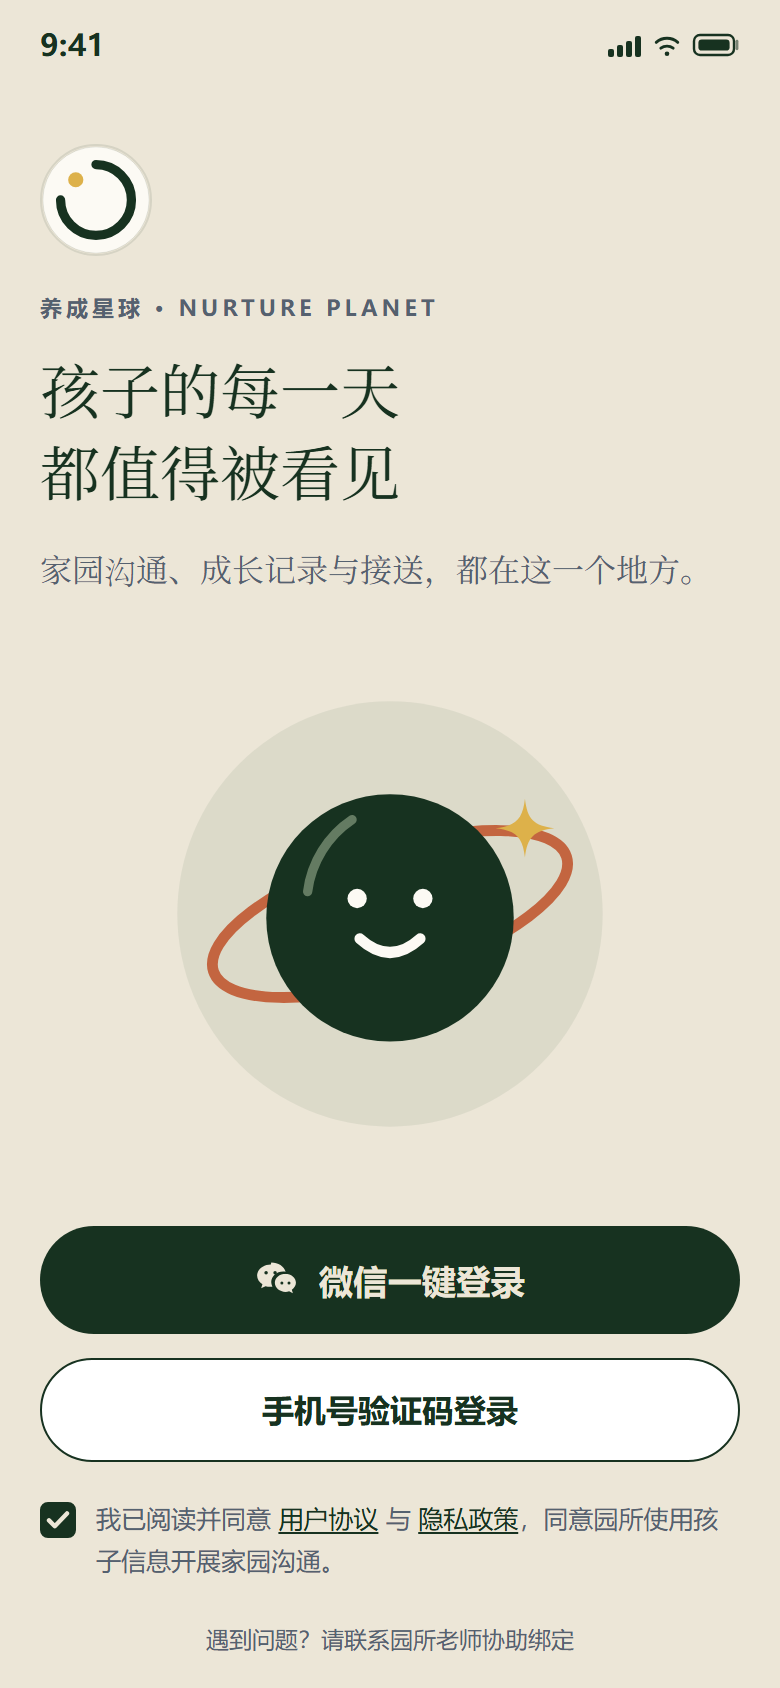 9:41
养成星球 • NURTURE PLANET
孩子的每一天
都值得被看见
家园沟通、成长记录与接送，都在这一个地方。
微信一键登录
手机号验证码登录
我已阅读并同意 用户协议 与 隐私政策，同意园所使用孩
子信息开展家园沟通。
遇到问题？请联系园所老师协助绑定